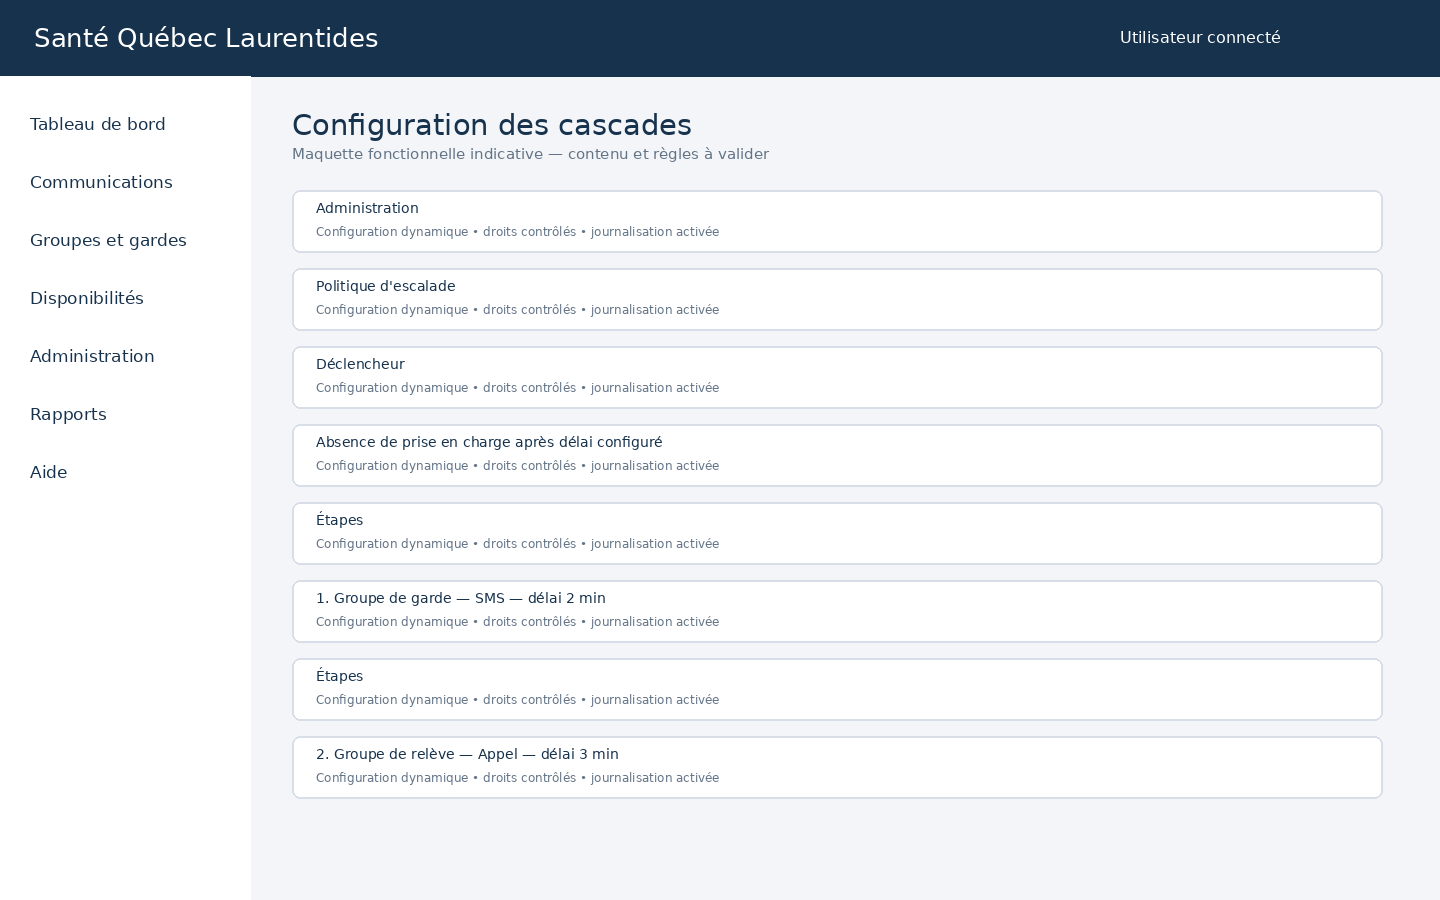 Santé Québec Laurentides
Utilisateur connecté
Tableau de bord
Communications
Groupes et gardes
Disponibilités
Administration
Rapports
Aide
Configuration des cascades
Maquette fonctionnelle indicative — contenu et règles à valider
Administration
Configuration dynamique • droits contrôlés • journalisation activée
Politique d'escalade
Configuration dynamique • droits contrôlés • journalisation activée
Déclencheur
Configuration dynamique • droits contrôlés • journalisation activée
Absence de prise en charge après délai configuré
Configuration dynamique • droits contrôlés • journalisation activée
Étapes
Configuration dynamique • droits contrôlés • journalisation activée
1. Groupe de garde — SMS — délai 2 min
Configuration dynamique • droits contrôlés • journalisation activée
Étapes
Configuration dynamique • droits contrôlés • journalisation activée
2. Groupe de relève — Appel — délai 3 min
Configuration dynamique • droits contrôlés • journalisation activée